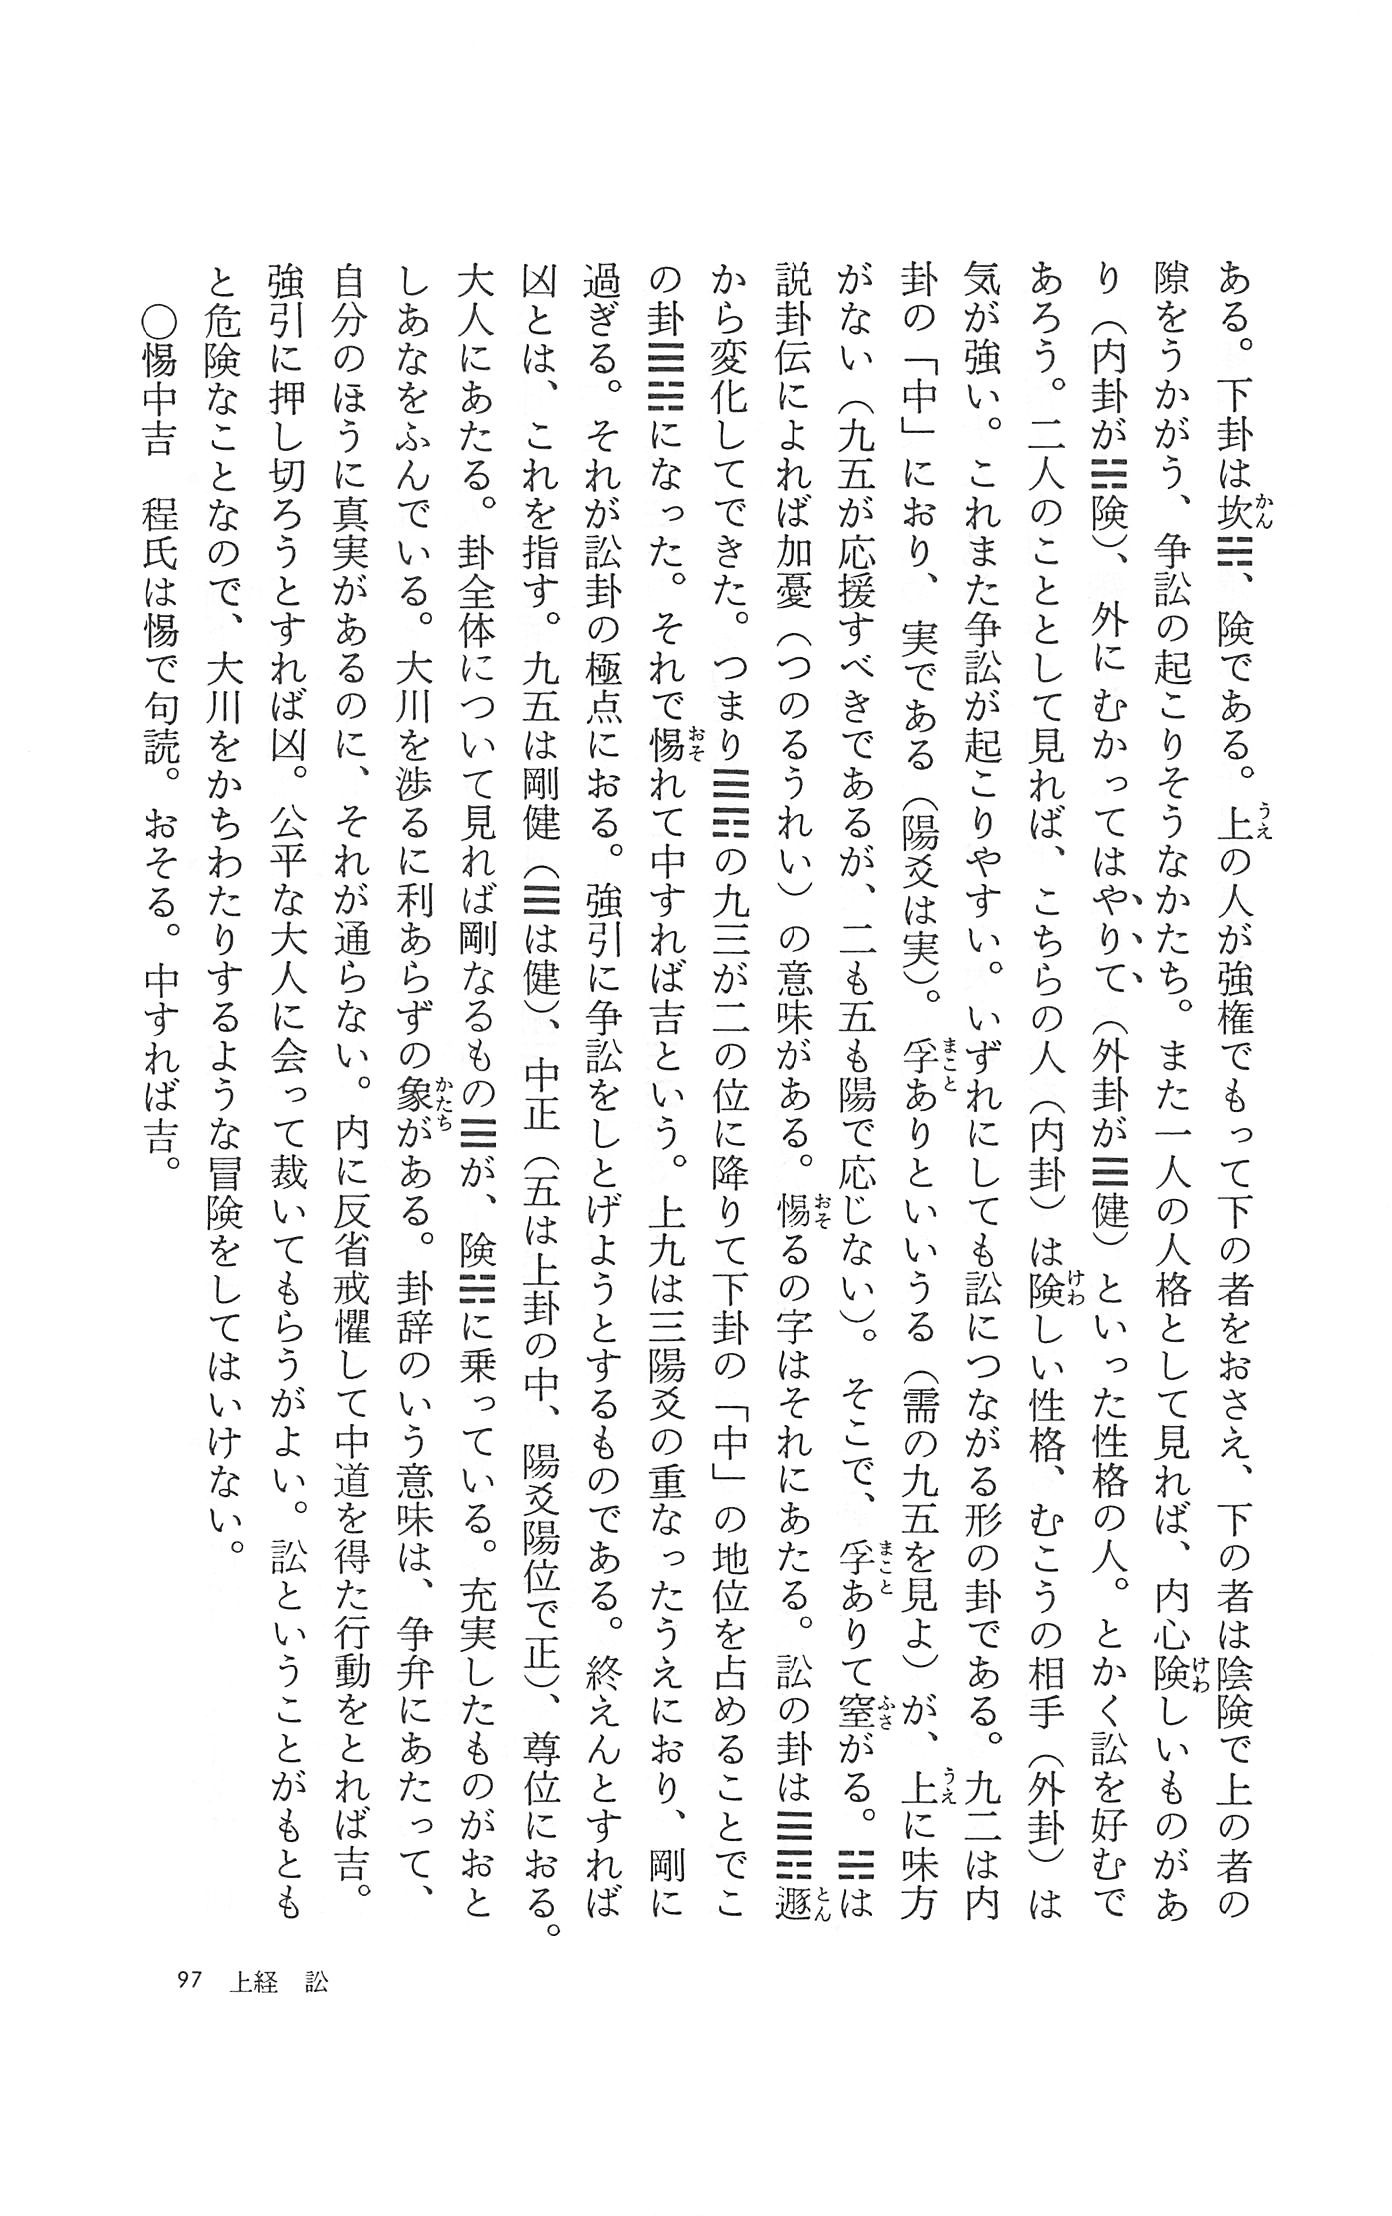 ある。下卦は坎☵、険である。上の人が強権でもって下の者をおさえ、下の者は陰険で上の者の
隙をうかがう、争訟の起こりそうなかたち。また一人の人格として見れば、内心険しいものがあ
り（内卦が☵険）、外にむかってはやりて（外卦が☰健）といった性格の人。とかく訟を好むで
あろう。二人のこととして見れば、こちらの人（内卦）は険しい性格、むこうの相手（外卦）は
気が強い。これまた争訟が起こりやすい。いずれにしても訟につながる形の卦である。九二は内
卦の「中」におり、実である（陽爻は実）。孚ありといいうる（需の九五を見よ）が、上に味方
がない（九五が応援すべきであるが、二も五も陽で応じない）。そこで、孚ありて窒がる。☵は
説卦伝によれば加憂（つのるうれい）の意味がある。惕るの字はそれにあたる。訟の卦は☰☶遯
から変化してできた。つまり☰☶の九三が二の位に降りて下卦の「中」の地位を占めることでこ
の卦☰☵になった。それで惕れて中すれば吉という。上九は三陽爻の重なったうえにおり、剛に
過ぎる。それが訟卦の極点におる。強引に争訟をしとげようとするものである。終えんとすれば
凶とは、これを指す。九五は剛健（☰は健）、中正（五は上卦の中、陽爻陽位で正）、尊位におる。
大人にあたる。卦全体について見れば剛なるもの☰が、険☵に乗っている。充実したものがおと
しあなをふんでいる。大川を渉るに利あらずの象がある。卦辞のいう意味は、争弁にあたって、
自分のほうに真実があるのに、それが通らない。内に反省戒懼して中道を得た行動をとれば吉。
強引に押し切ろうとすれば凶。公平な大人に会って裁いてもらうがよい。訟ということがもとも
と危険なことなので、大川をかちわたりするような冒険をしてはいけない。
〇惕中吉　程氏は惕で句読。おそる。中すれば吉。
97　上経　訟